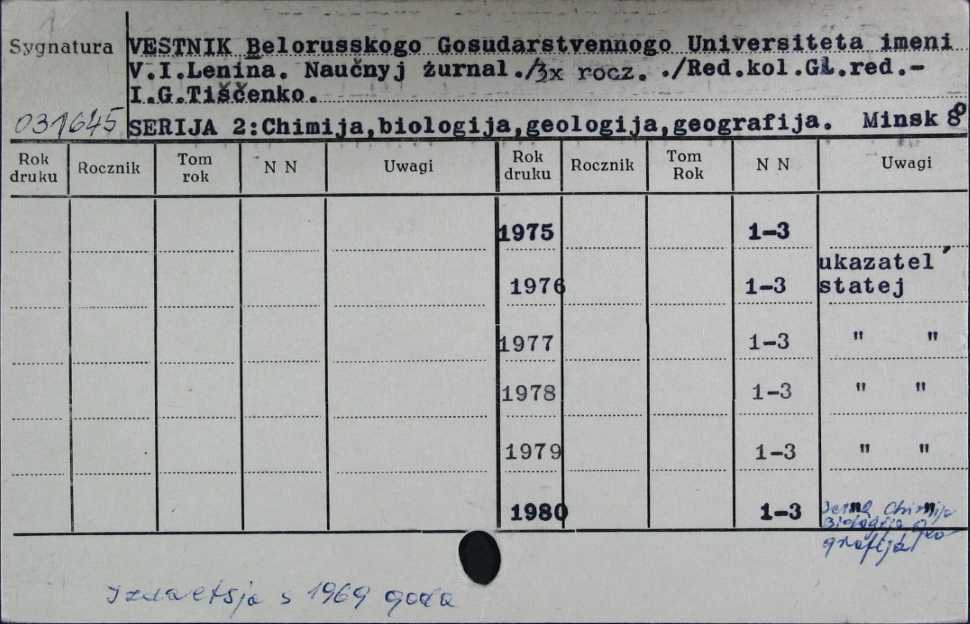 Sygnatura VESTNIK Belorusskogo Gosudarstvennogo Universiteta imeni
V.I.Lenina. Naučnyj żurnal./3x rocz. ./Red.kol.Gł.red.-
I.G.Tiščenko.
031645 SERIJA 2:Chimija,biologija,geologija,geografija. Minsk 8
Rok druku Rocznik Tom rok N N Uwagi Rok druku Rocznik Tom Rok N N Uwagi
1975 1-3
ukazatel´
1976 1-3 statej
1977 1-3 " "
1978 1-3 " "
1979 1-3 " "
1980 1-3 " "
Chimija
grafija
Izdaetsja s 1969 goda